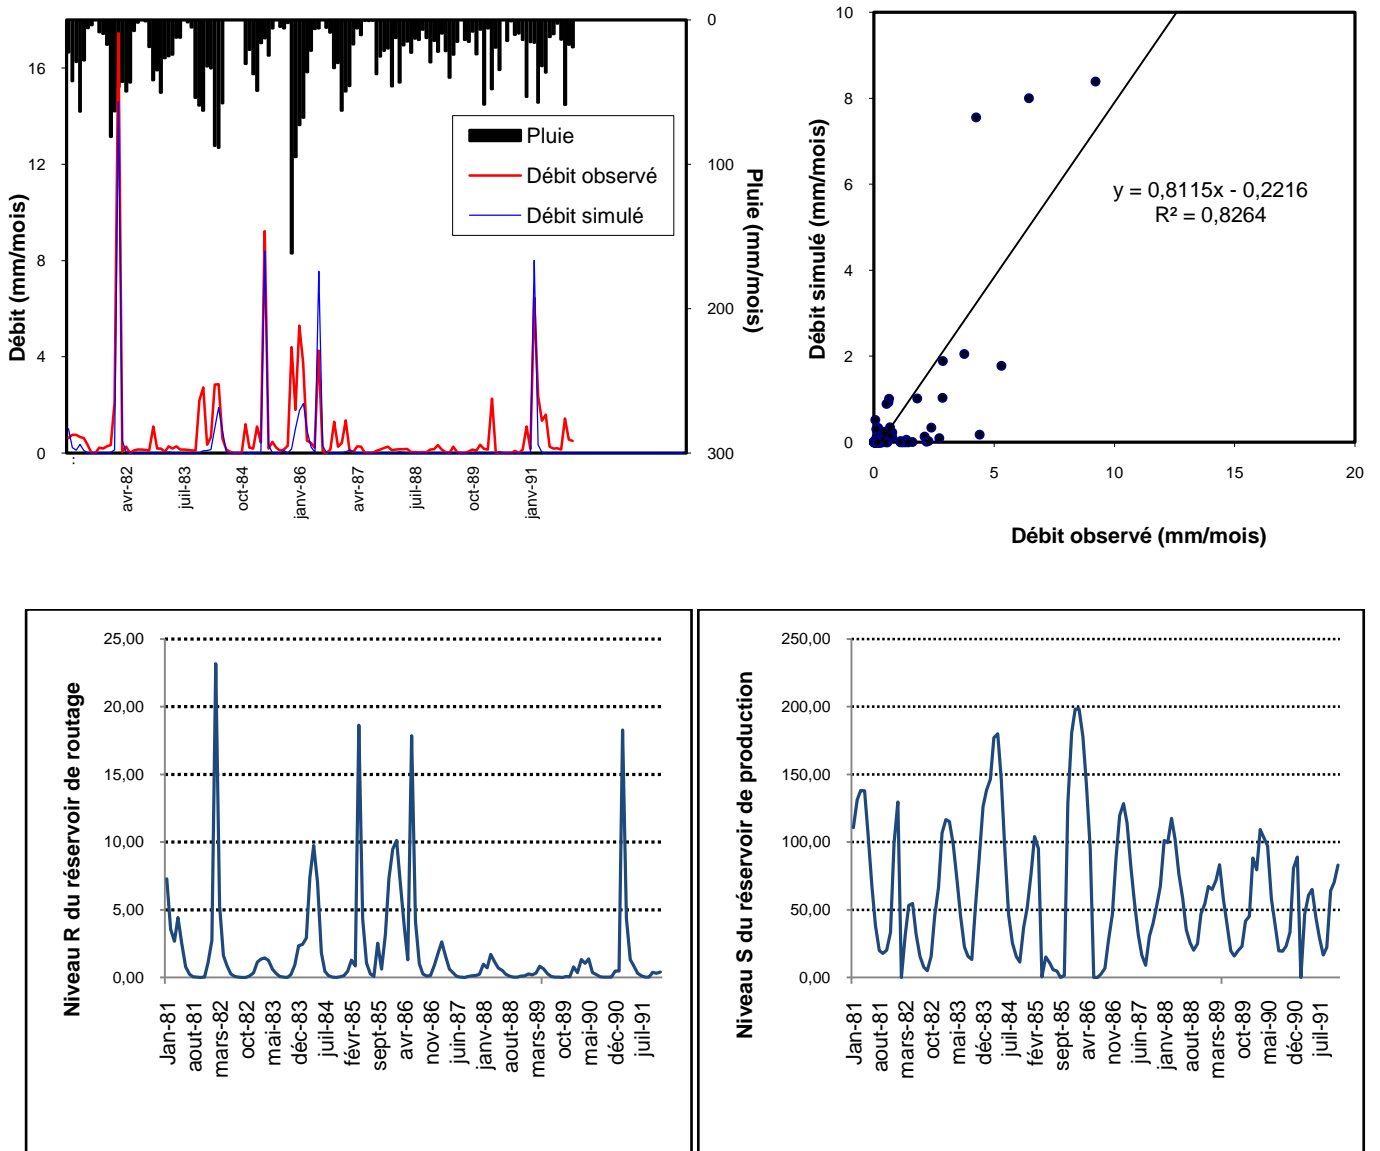 0
16
12
8
4
0
Débit (mm/mois)
Pluie
Débit observé
Débit simulé
100
200
300
Pluie (mm/mois)
avr-82
juil-83
oct-84
janv-86
avr-87
juil-88
oct-89
janv-91
10
8
6
4
2
0
Débit simulé (mm/mois)
y = 0,8115x - 0,2216
R² = 0,8264
0
5
10
15
20
Débit observé (mm/mois)
25,00
20,00
15,00
10,00
5,00
0,00
Niveau R du réservoir de routage
Jan-81
aout-81
mars-82
oct-82
mai-83
déc-83
juil-84
févr-85
sept-85
avr-86
nov-86
juin-87
janv-88
aout-88
mars-89
oct-89
mai-90
déc-90
juil-91
250,00
200,00
150,00
100,00
50,00
0,00
Niveau S du réservoir de production
Jan-81
aout-81
mars-82
oct-82
mai-83
déc-83
juil-84
févr-85
sept-85
avr-86
nov-86
juin-87
janv-88
aout-88
mars-89
oct-89
mai-90
déc-90
juil-91